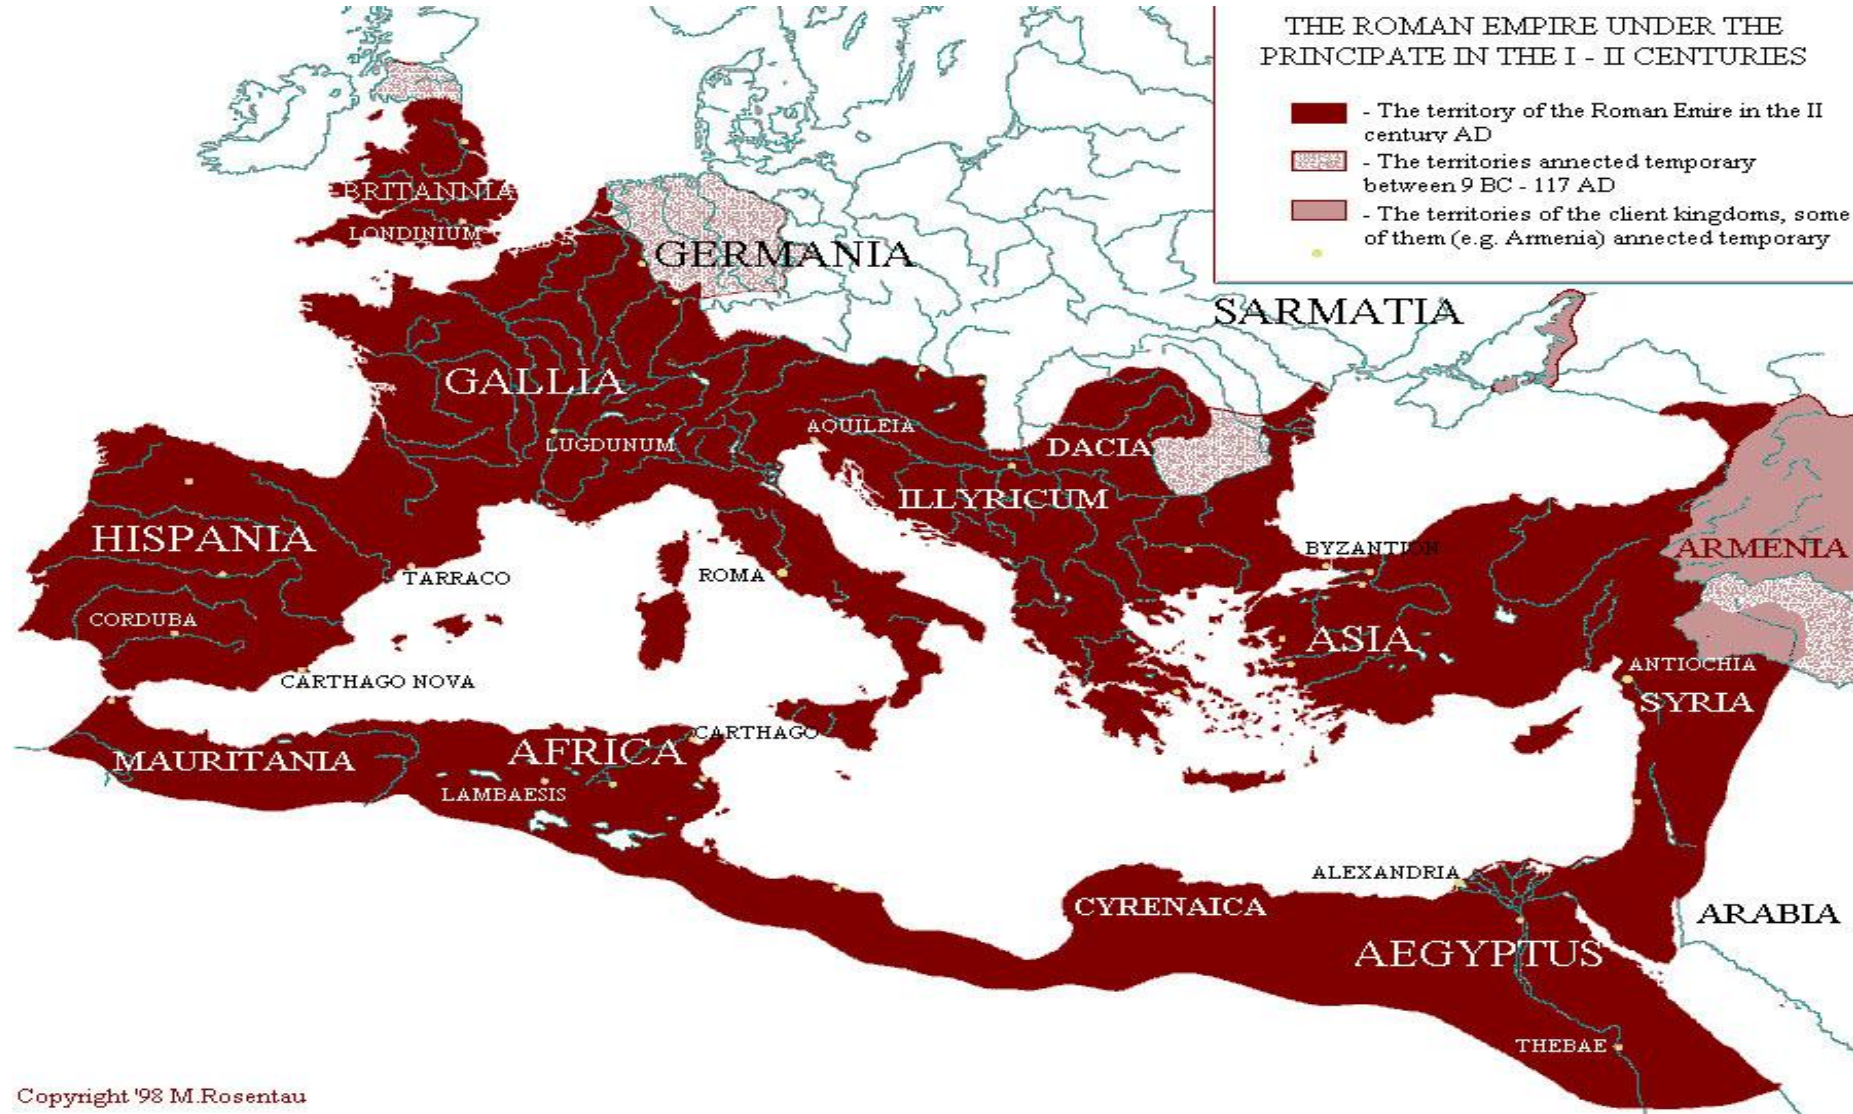 THE ROMAN EMPIRE UNDER THE
PRINCIPATE IN THE I - II CENTURIES
- The territory of the Roman Emire in the II
century AD
- The territories annected temporary
between 9 BC - 117 AD
- The territories of the client kingdoms, some
of them (e.g. Armenia) annected temporary
BRITANNIA
LONDINIUM
GERMANIA
SARMATIA
GALLIA
LUGDUNUM
AQUILEIA
DACIA
ILLYRICUM
HISPANIA
TARRACO
ROMA
BYZANTION
ARMENIA
CORDUBA
ASIA
CARTHAGO NOVA
ANTIOCHIA
SYRIA
CARTHAGO
MAURITANIA
AFRICA
LAMBAESIS
ALEXANDRIA
CYRENAICA
ARABIA
AEGYPTUS
THEBAE
Copyright '98 M.Rosentau